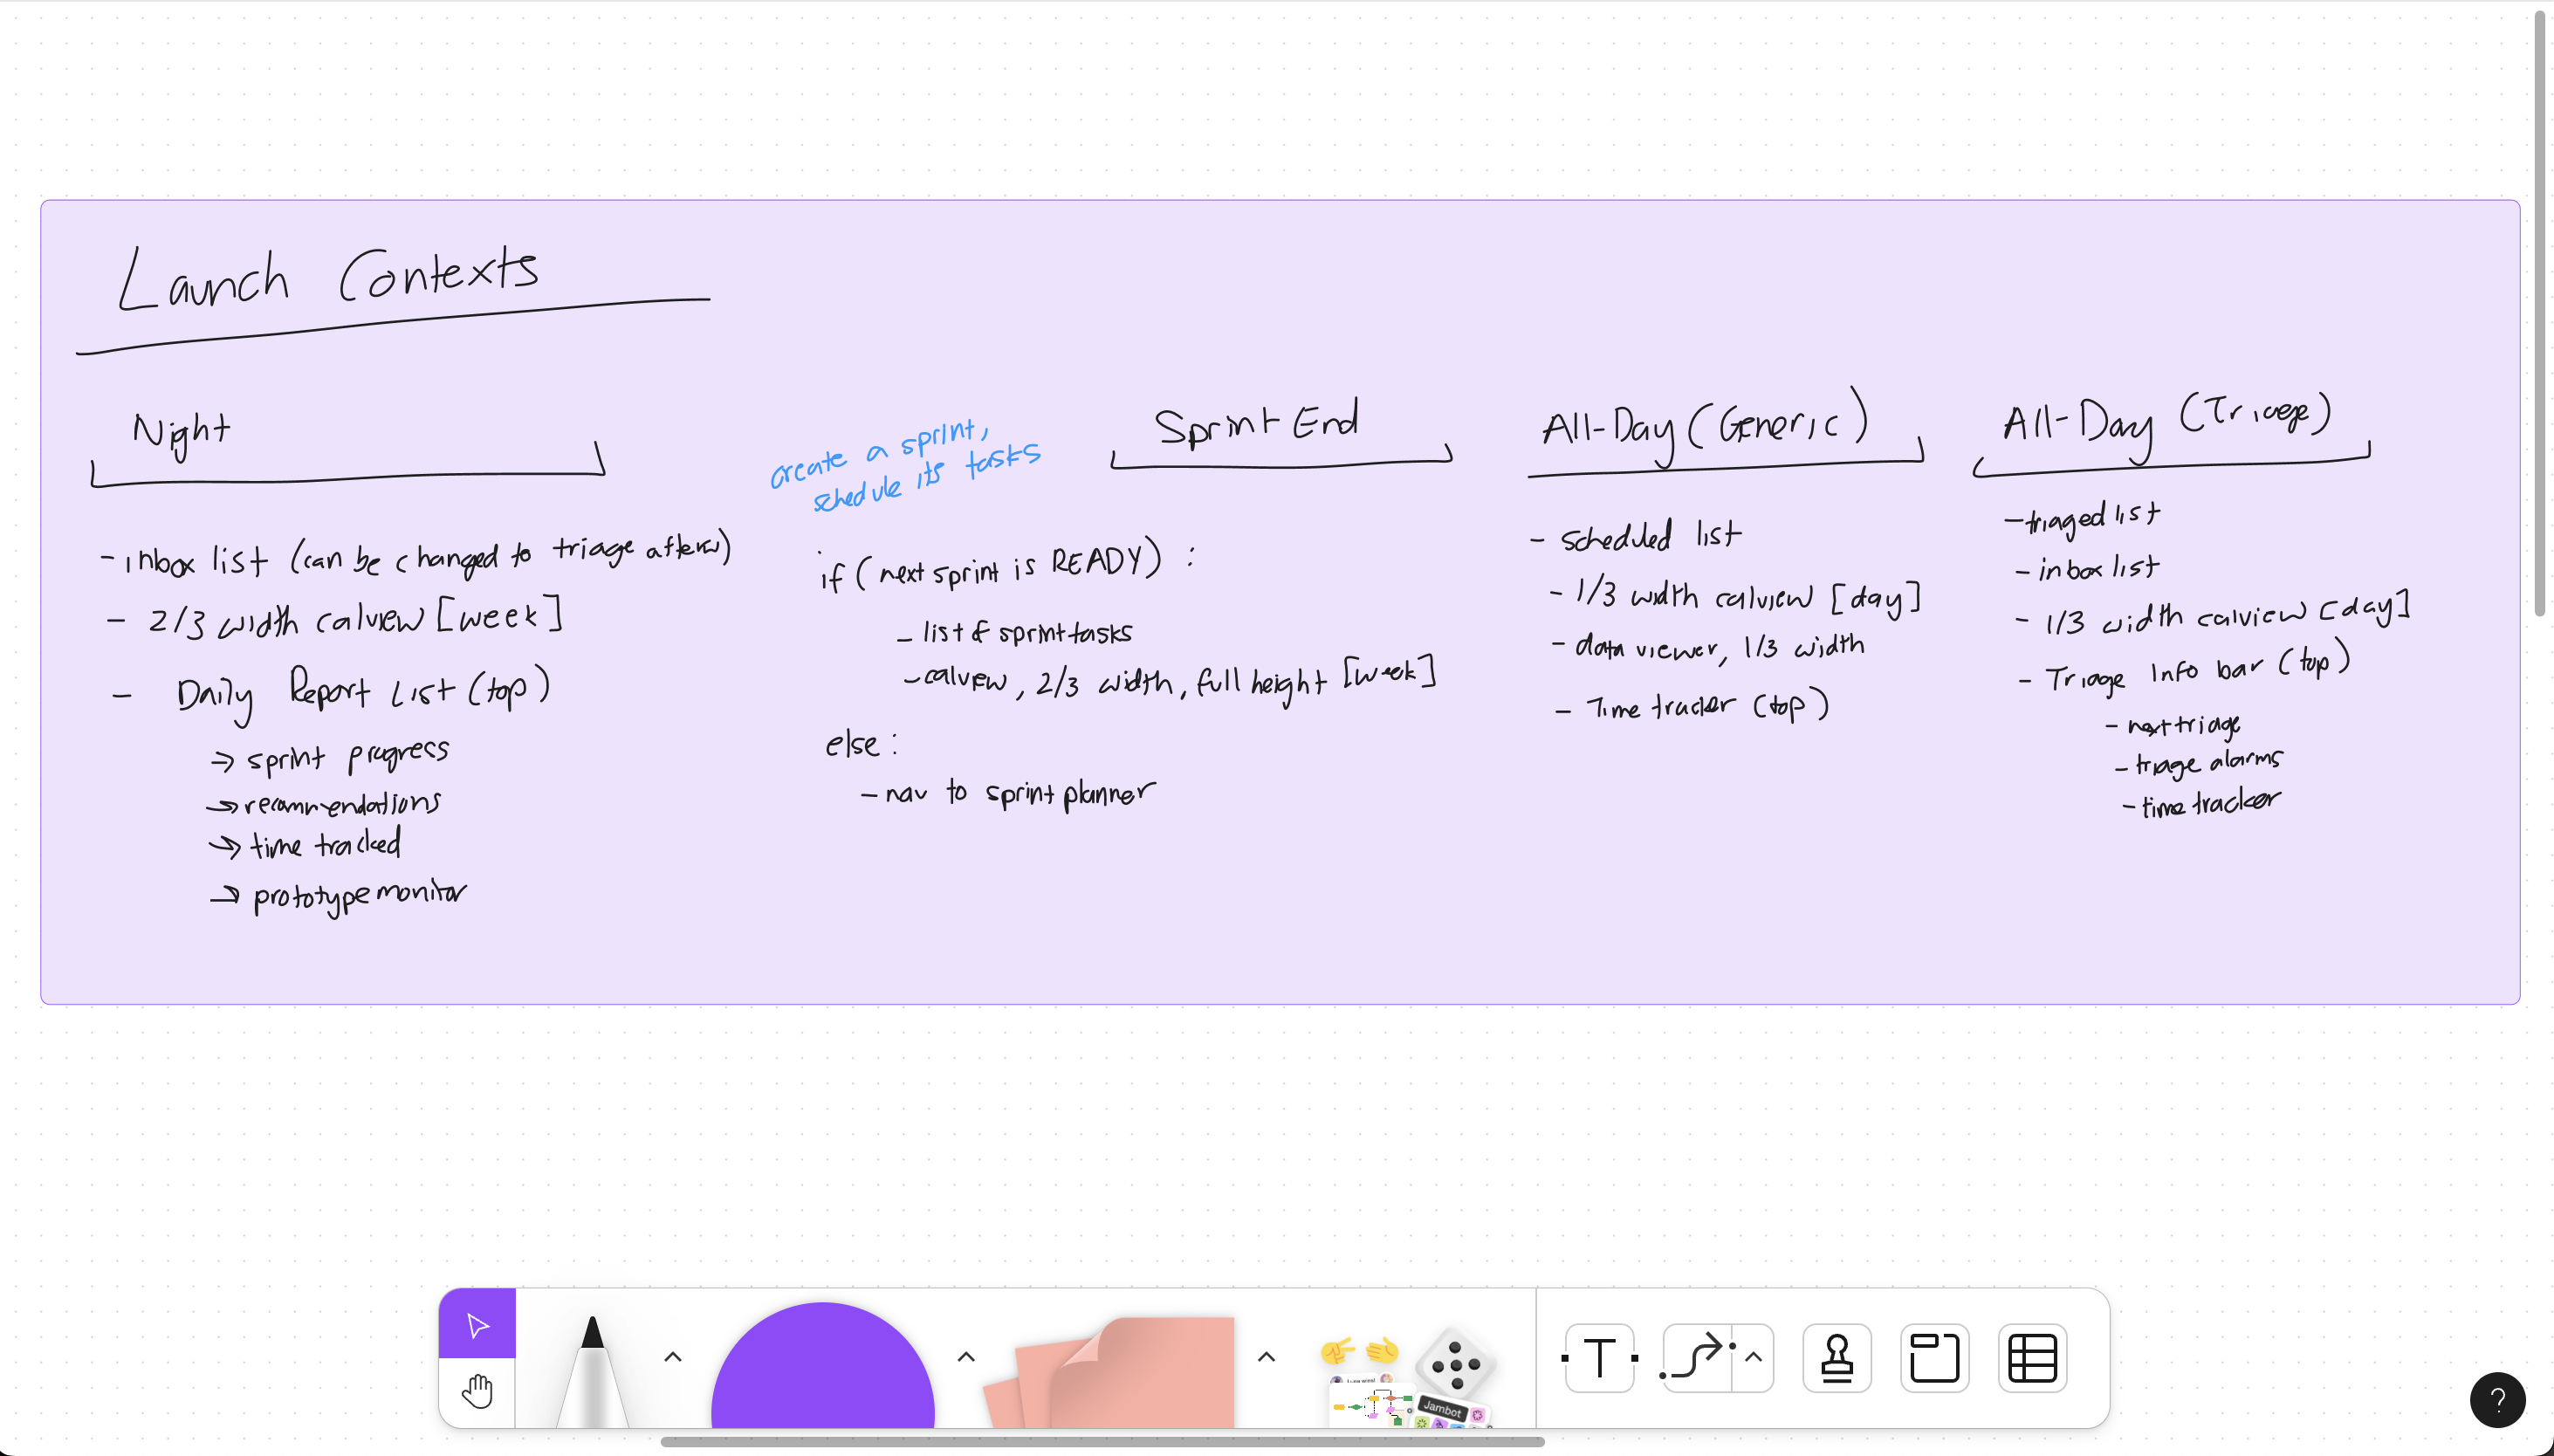 Launch Contexts
Night
- inbox list (can be changed to triage afterw)
- 2/3 width calview [week]
- Daily Report List (top)
→ sprint progress
→ recommendations
→ time tracked
→ prototype monitor
create a sprint,
schedule its tasks
Sprint End
if (next sprint is READY) :
- list of sprint tasks
- calview, 2/3 width, full height [week]
else :
- nav to sprint planner
All-Day (Generic)
- scheduled list
- 1/3 width calview [day]
- data viewer, 1/3 width
- Time tracker (top)
All-Day (Triage)
- triaged list
- inbox list
- 1/3 width calview [day]
- Triage Info bar (top)
- next triage
- triage alarms
- time tracker
T
Jambot
?